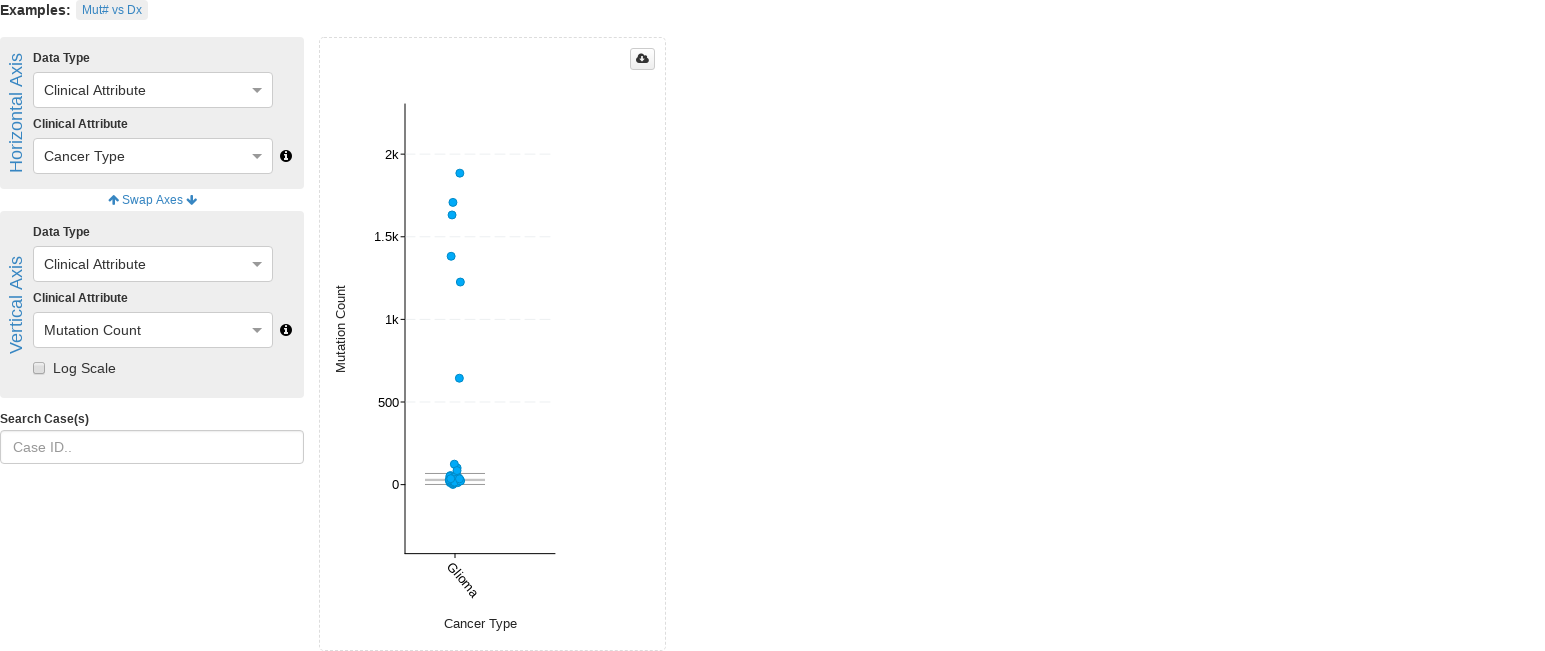 Examples: Mut# vs Dx
Horizontal Axis
Data Type
Clinical Attribute
Clinical Attribute
Cancer Type
Swap Axes
Vertical Axis
Data Type
Clinical Attribute
Clinical Attribute
Mutation Count
Log Scale
Search Case(s)
Case ID..
Mutation Count
2k
1.5k
1k
500
0
Glioma
Cancer Type